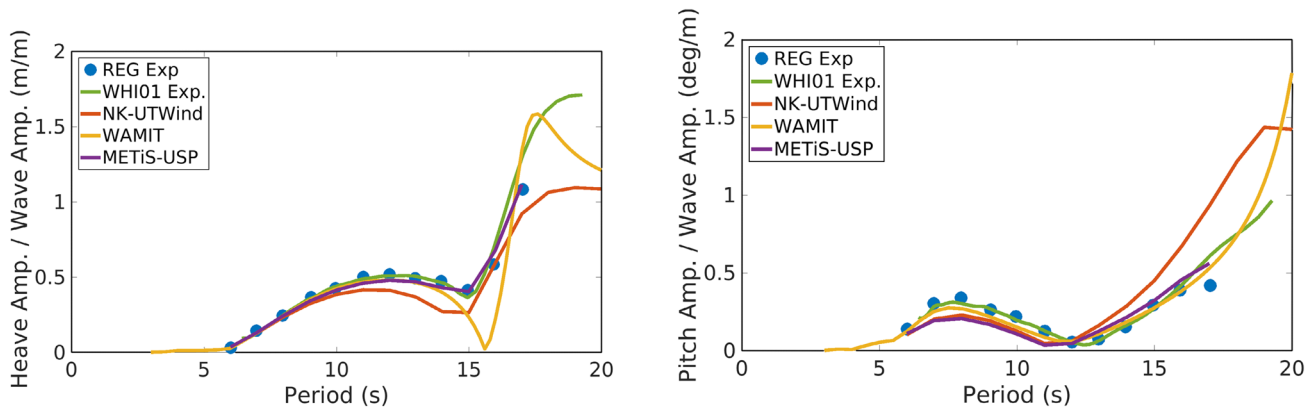 Heave Amp. / Wave Amp. (m/m)
2
1.5
1
0.5
0
REG Exp
WHI01 Exp.
NK-UTWind
WAMIT
METiS-USP
0 5 10 15 20
Period (s)
Pitch Amp. / Wave Amp. (deg/m)
2
1.5
1
0.5
0
REG Exp
WHI01 Exp.
NK-UTWind
WAMIT
METiS-USP
0 5 10 15 20
Period (s)